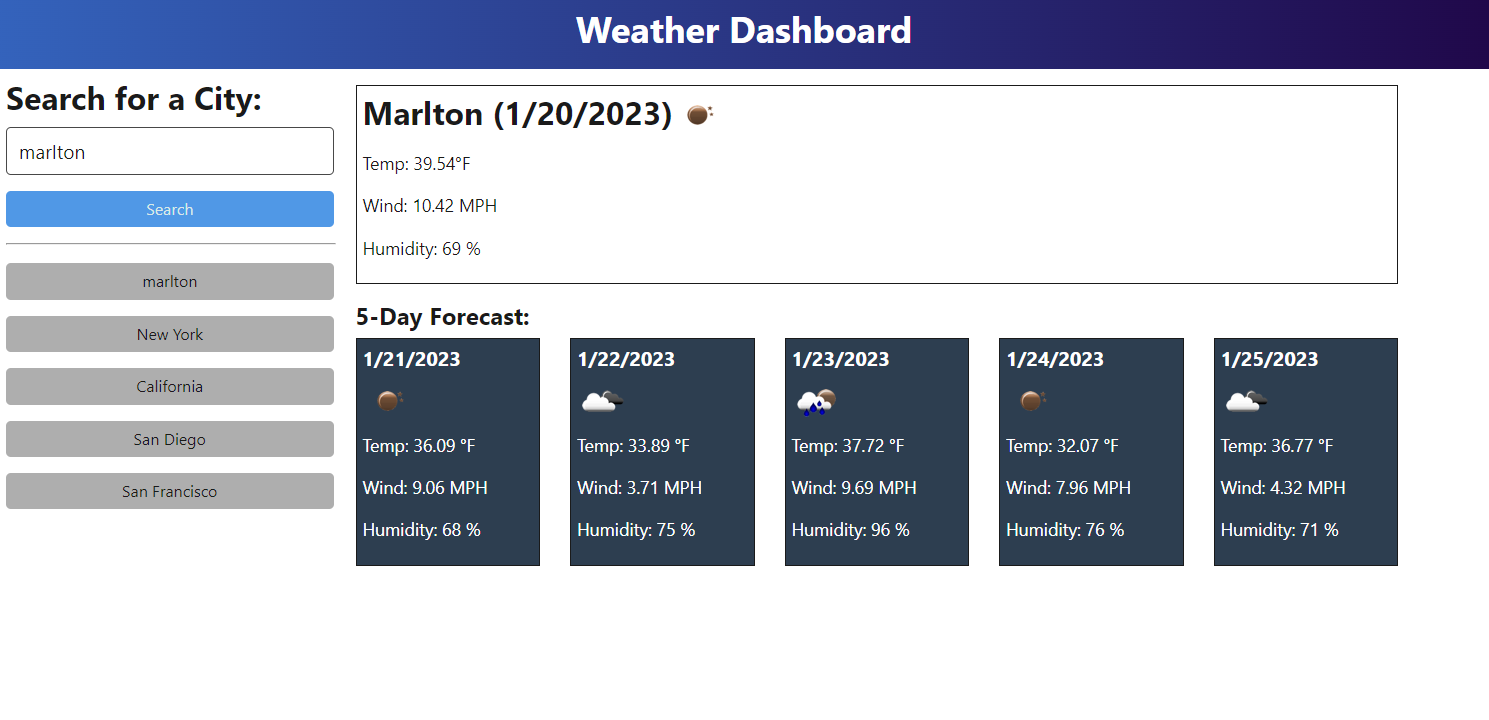 Weather Dashboard
Search for a City:
marlton
Search
marlton
New York
California
San Diego
San Francisco
Marlton (1/20/2023)
Temp: 39.54°F
Wind: 10.42 MPH
Humidity: 69 %
5-Day Forecast:
1/21/2023
Temp: 36.09 °F
Wind: 9.06 MPH
Humidity: 68 %
1/22/2023
Temp: 33.89 °F
Wind: 3.71 MPH
Humidity: 75 %
1/23/2023
Temp: 37.72 °F
Wind: 9.69 MPH
Humidity: 96 %
1/24/2023
Temp: 32.07 °F
Wind: 7.96 MPH
Humidity: 76 %
1/25/2023
Temp: 36.77 °F
Wind: 4.32 MPH
Humidity: 71 %